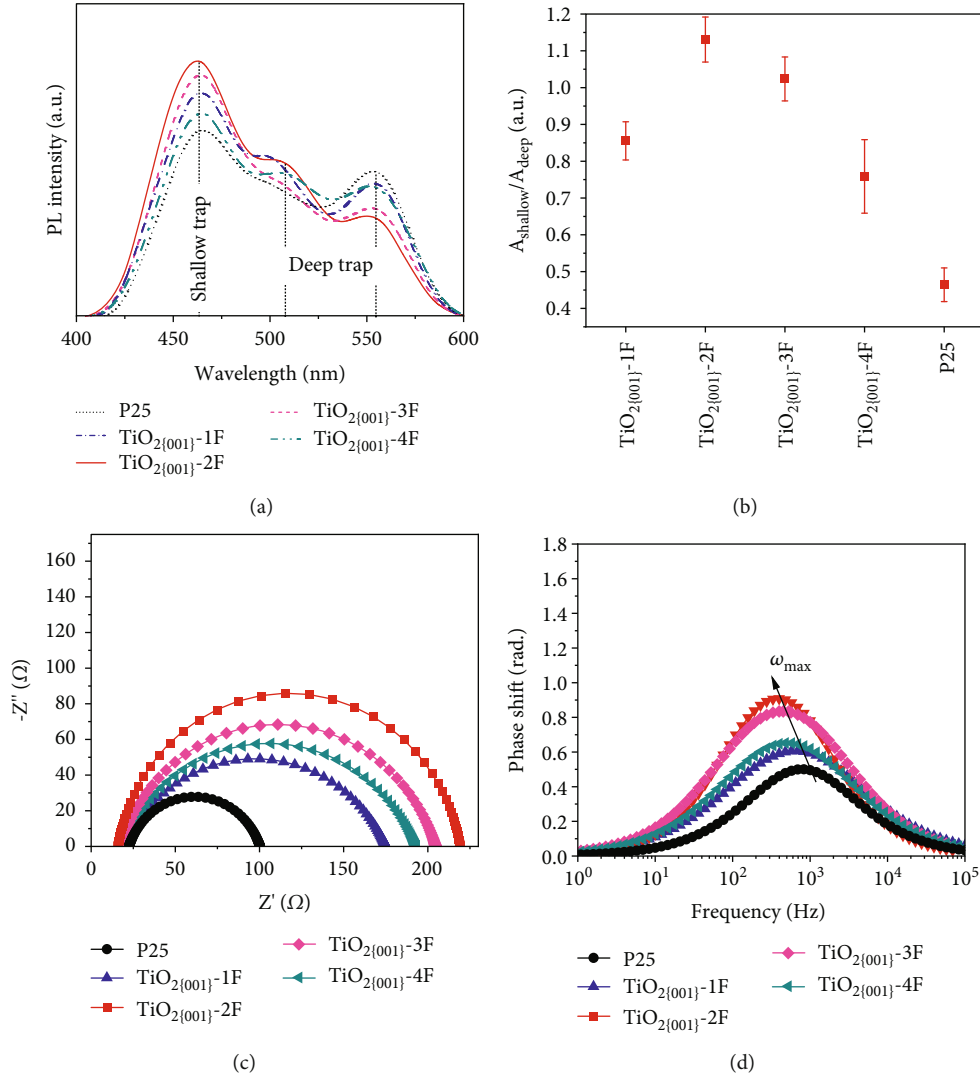 PL intensity (a.u.)
Shallow trap
Deep trap
400 450 500 550 600
Wavelength (nm)
P25
TiO2{001}-1F
TiO2{001}-2F
TiO2{001}-3F
TiO2{001}-4F
(a)
A_shallow/A_deep (a.u.)
1.2
1.1
1.0
0.9
0.8
0.7
0.6
0.5
0.4
TiO2{001}-1F
TiO2{001}-2F
TiO2{001}-3F
TiO2{001}-4F
P25
(b)
-Z″ (Ω)
160
140
120
100
80
60
40
20
0
0 50 100 150 200
Z′ (Ω)
P25
TiO2{001}-1F
TiO2{001}-2F
TiO2{001}-3F
TiO2{001}-4F
(c)
Phase shift (rad.)
1.8
1.6
1.4
1.2
1.0
0.8
0.6
0.4
0.2
0.0
ω_max
10^0 10^1 10^2 10^3 10^4 10^5
Frequency (Hz)
P25
TiO2{001}-1F
TiO2{001}-2F
TiO2{001}-3F
TiO2{001}-4F
(d)